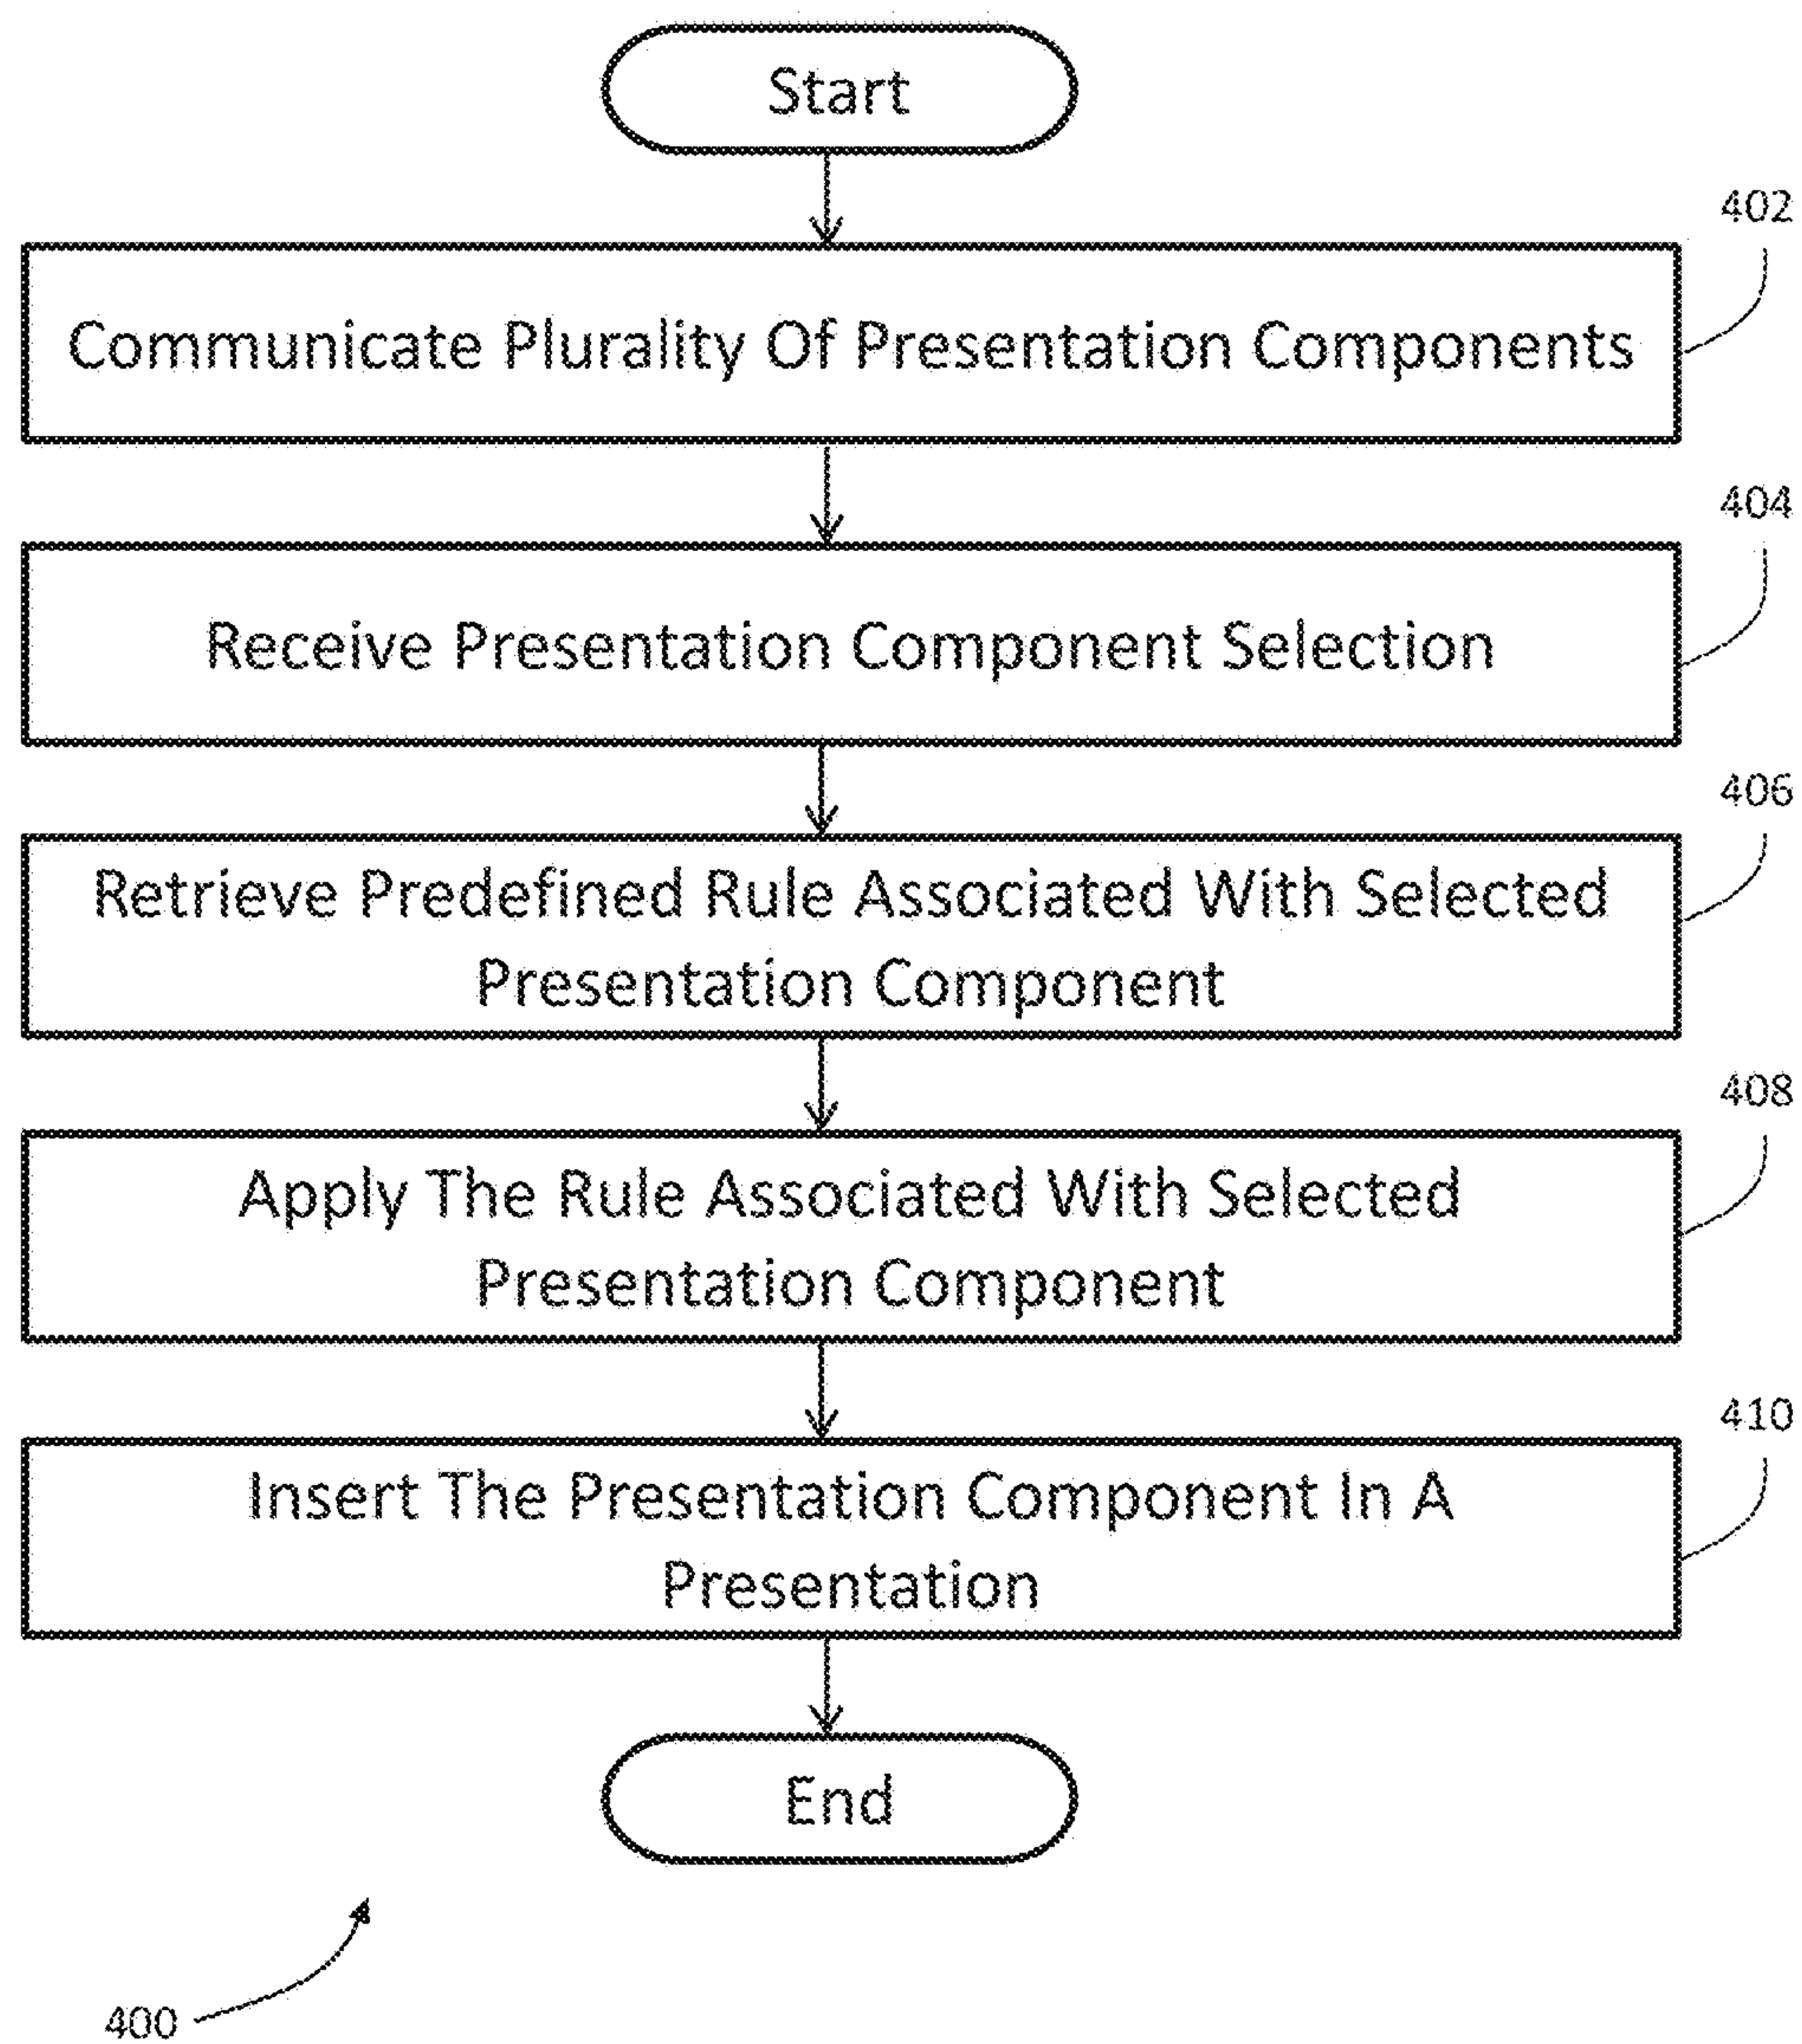 Start
402
Communicate Plurality Of Presentation Components
404
Receive Presentation Component Selection
406
Retrieve Predefined Rule Associated With Selected
Presentation Component
408
Apply The Rule Associated With Selected
Presentation Component
410
Insert The Presentation Component In A
Presentation
End
400